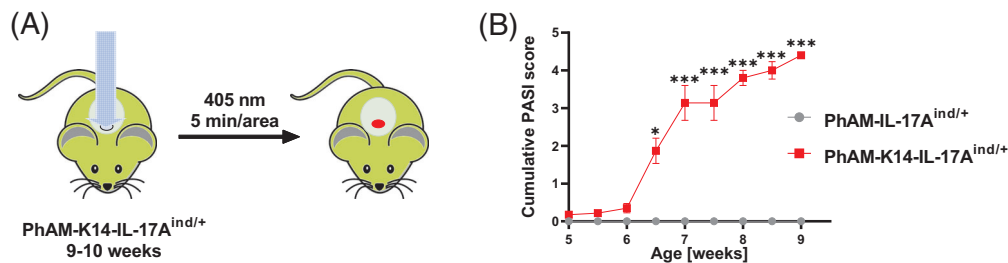 (A)
405 nm
5 min/area
PhAM-K14-IL-17A^ind/+
9-10 weeks
(B)
Cumulative PASI score
5
4
3
2
1
0
* *** *** *** *** ***
5 6 7 8 9
Age [weeks]
PhAM-IL-17A^ind/+
PhAM-K14-IL-17A^ind/+